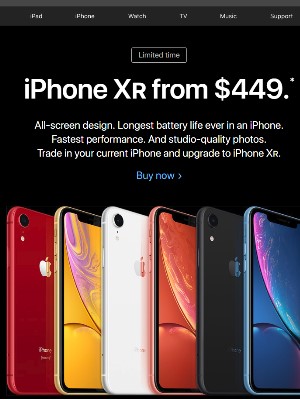 iPad iPhone Watch TV Music Support
Limited time
iPhone XR from $449.*
All-screen design. Longest battery life ever in an iPhone.
Fastest performance. And studio-quality photos.
Trade in your current iPhone and upgrade to iPhone XR.
Buy now >